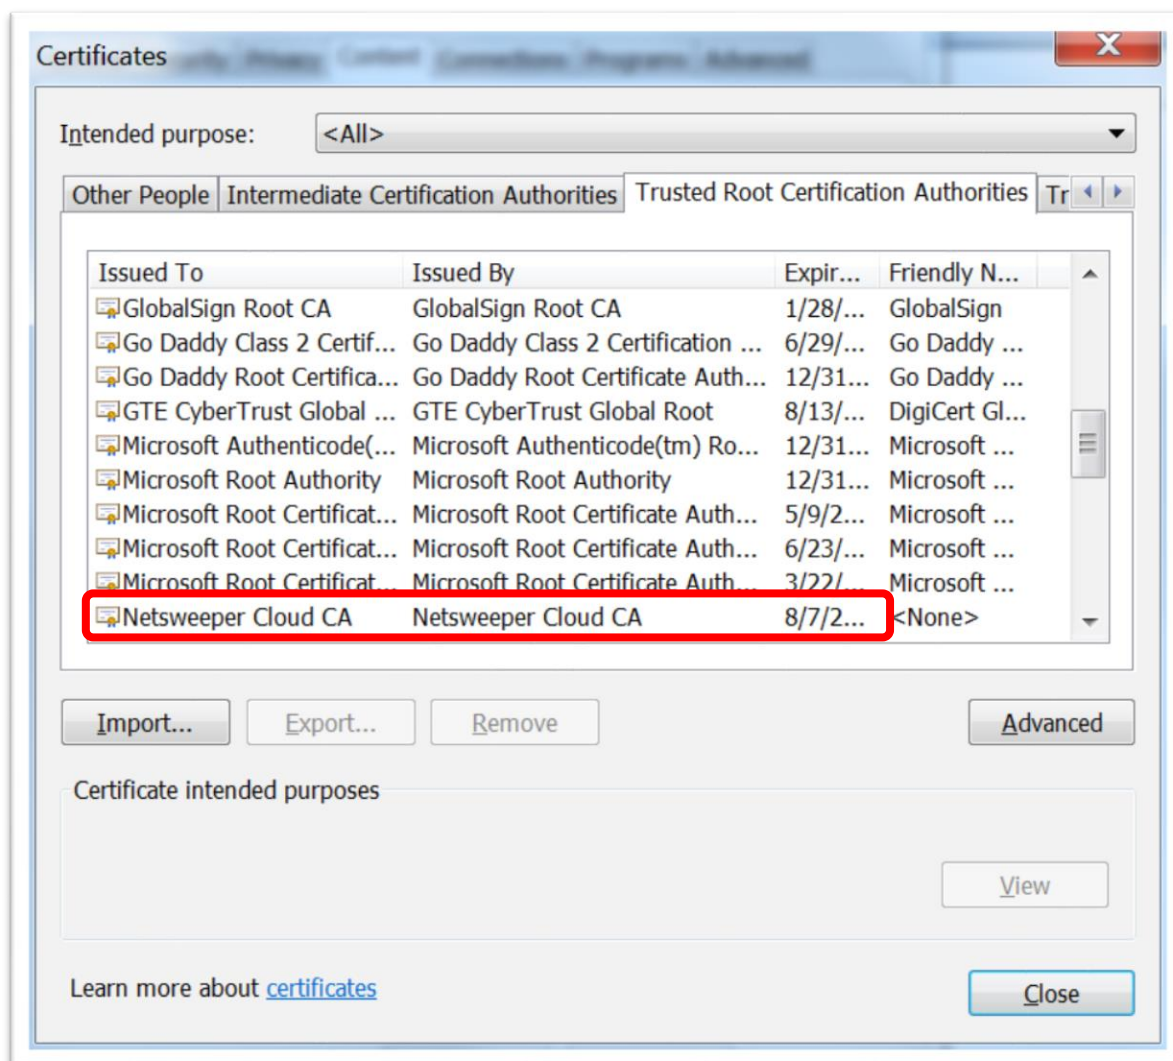 Certificates
Privacy Content Connections Programs Advanced
Intended purpose: <All>
Other People Intermediate Certification Authorities Trusted Root Certification Authorities Tr
Issued To Issued By Expir... Friendly N...
GlobalSign Root CA GlobalSign Root CA 1/28/... GlobalSign
Go Daddy Class 2 Certif... Go Daddy Class 2 Certification ... 6/29/... Go Daddy ...
Go Daddy Root Certifica... Go Daddy Root Certificate Auth... 12/31... Go Daddy ...
GTE CyberTrust Global ... GTE CyberTrust Global Root 8/13/... DigiCert Gl...
Microsoft Authenticode(... Microsoft Authenticode(tm) Ro... 12/31... Microsoft ...
Microsoft Root Authority Microsoft Root Authority 12/31... Microsoft ...
Microsoft Root Certificat... Microsoft Root Certificate Auth... 5/9/2... Microsoft ...
Microsoft Root Certificat... Microsoft Root Certificate Auth... 6/23/... Microsoft ...
Microsoft Root Certificat... Microsoft Root Certificate Auth... 3/22/... Microsoft ...
Netsweeper Cloud CA Netsweeper Cloud CA 8/7/2... <None>
Import... Export... Remove Advanced
Certificate intended purposes
View
Learn more about certificates
Close